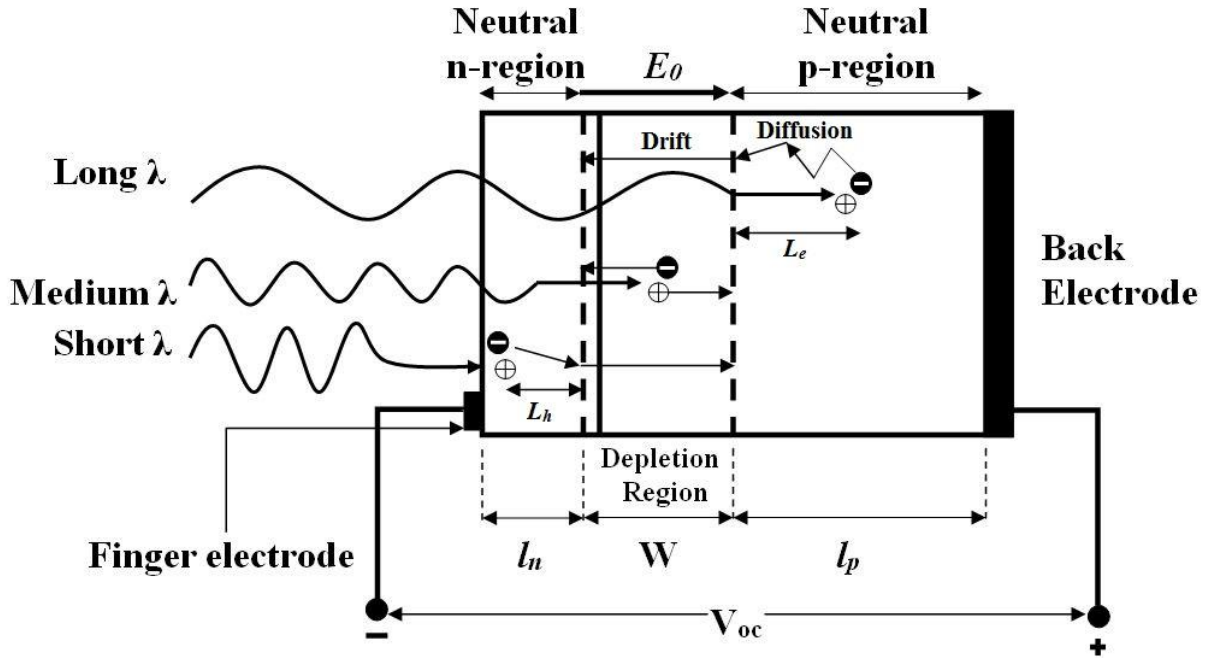 Neutral
n-region
E0
Neutral
p-region
Drift
Diffusion
Long λ
Le
Medium λ
Short λ
Lh
Back
Electrode
Depletion
Region
Finger electrode
ln
W
lp
Voc
−
+